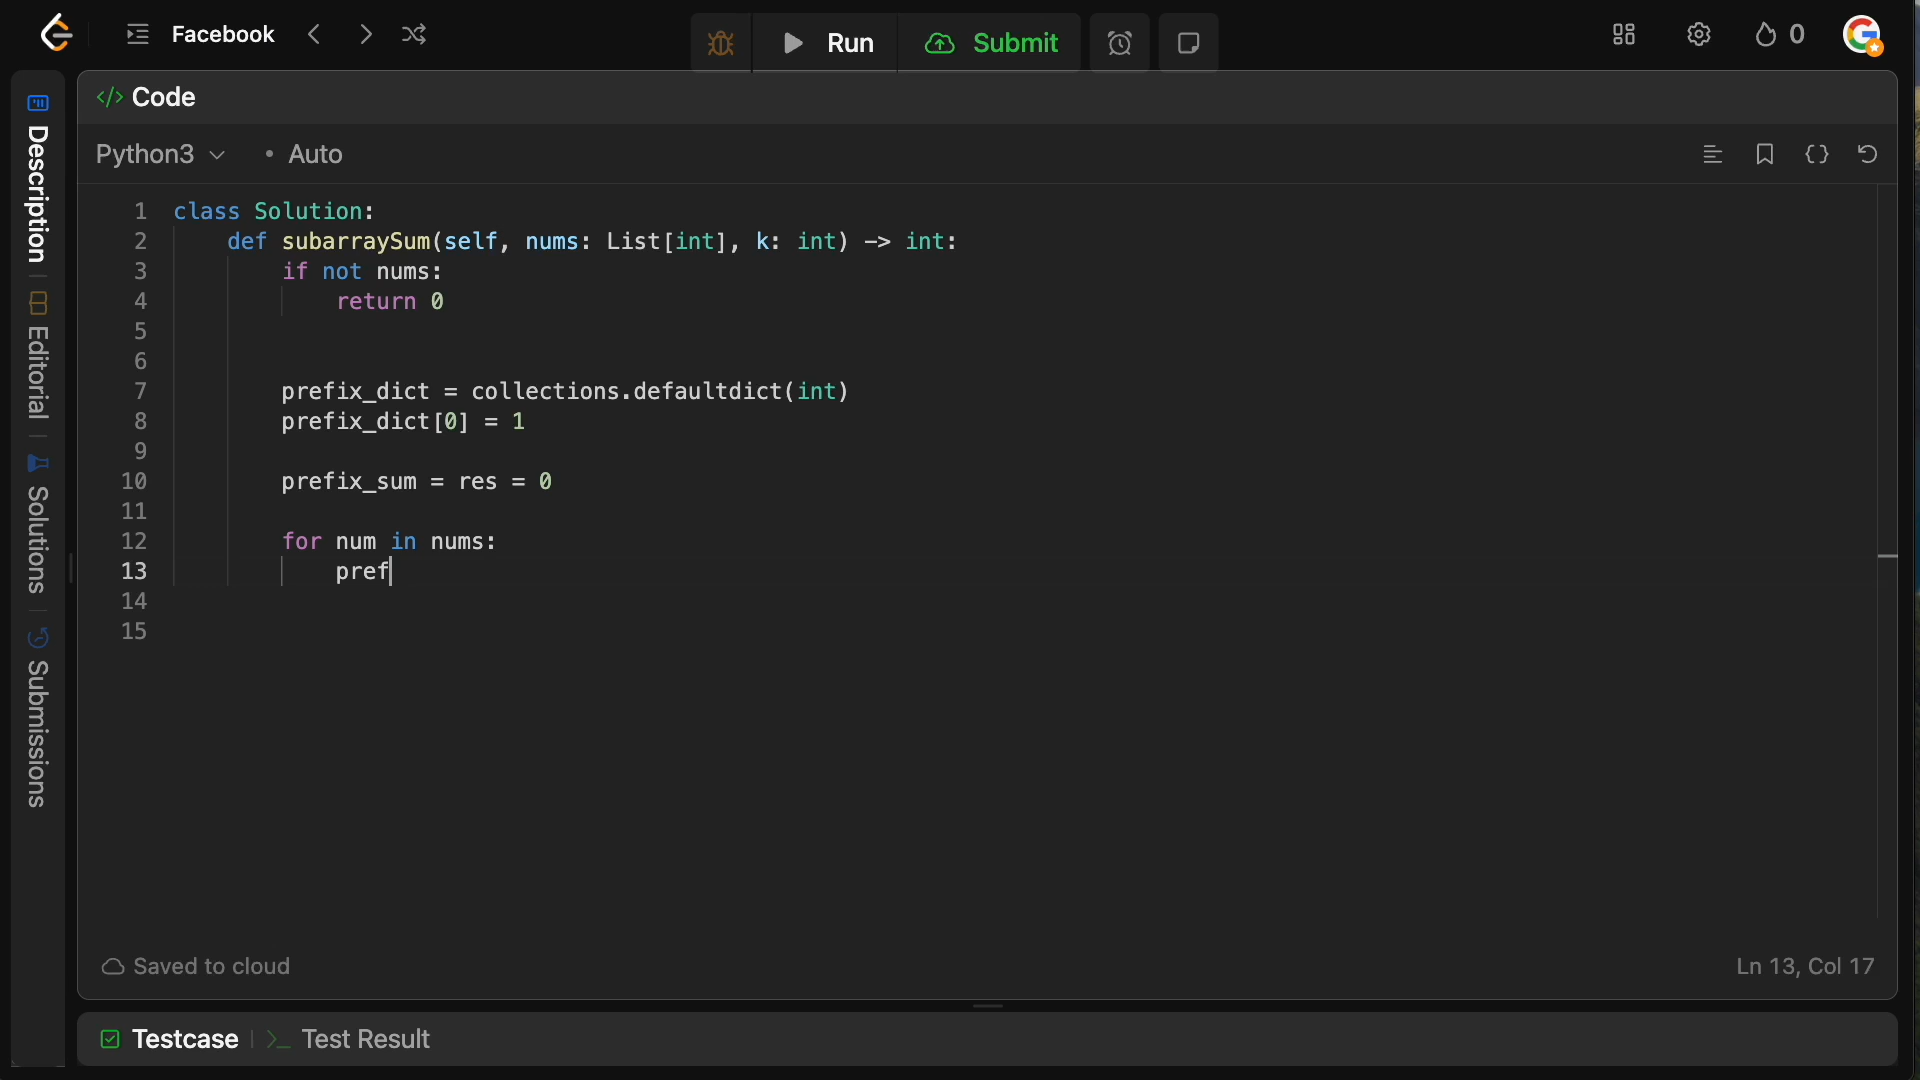 Facebook
Run
Submit
0
Description
Editorial
Solutions
Submissions
</> Code
Python3 • Auto
1 class Solution:
2     def subarraySum(self, nums: List[int], k: int) -> int:
3         if not nums:
4             return 0
5
6
7         prefix_dict = collections.defaultdict(int)
8         prefix_dict[0] = 1
9
10         prefix_sum = res = 0
11
12         for num in nums:
13             pref
14
15
Saved to cloud
Ln 13, Col 17
Testcase
>_ Test Result